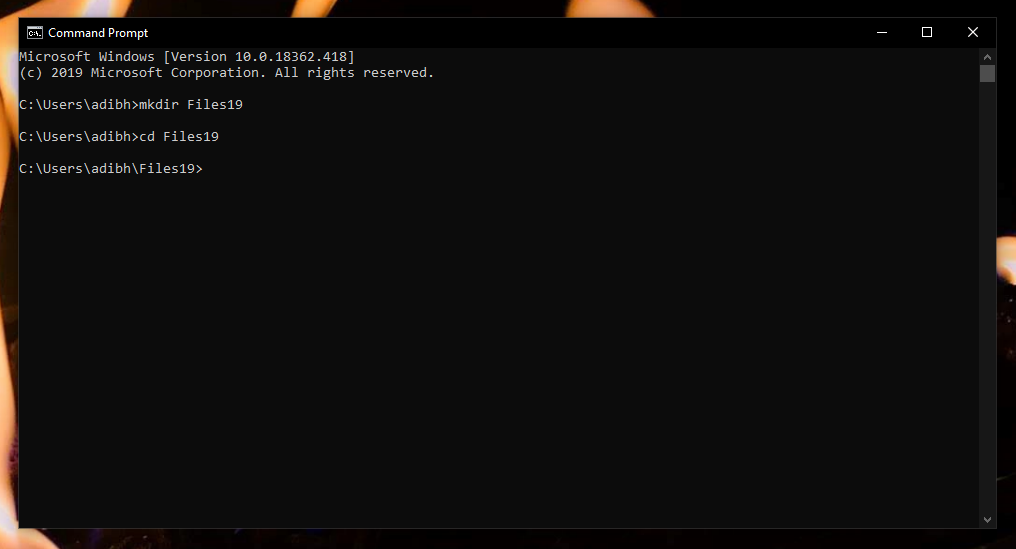 Command Prompt
Microsoft Windows [Version 10.0.18362.418]
(c) 2019 Microsoft Corporation. All rights reserved.
C:\Users\adibh>mkdir Files19
C:\Users\adibh>cd Files19
C:\Users\adibh\Files19>